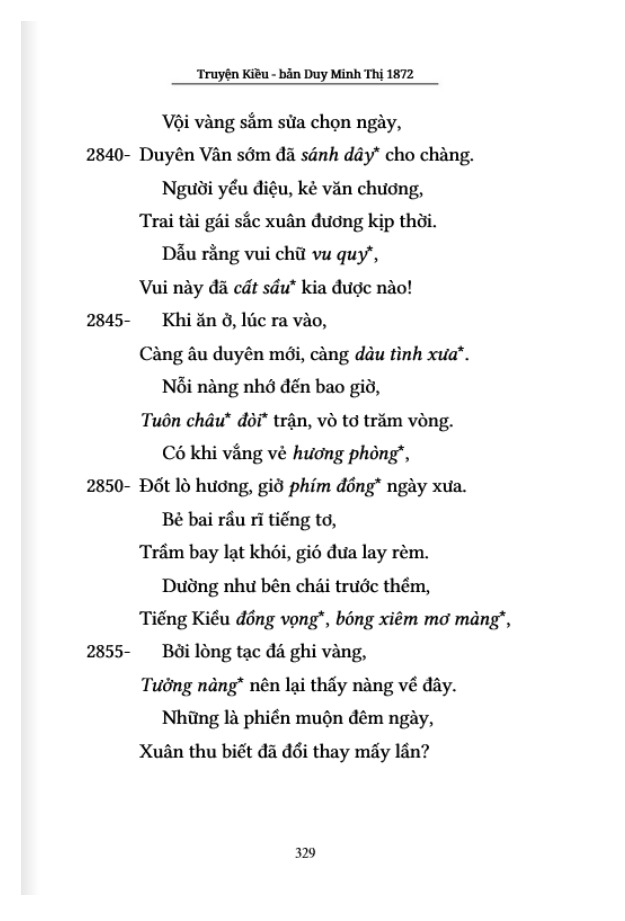 Truyện Kiều - bản Duy Minh Thị 1872
Vội vàng sắm sửa chọn ngày,
2840- Duyên Vân sớm đã sánh dây* cho chàng.
Người yểu điệu, kẻ văn chương,
Trai tài gái sắc xuân đương kịp thời.
Dẫu rằng vui chữ vu quy*,
Vui này đã cất sầu* kia được nào!
2845- Khi ăn ở, lúc ra vào,
Càng âu duyên mới, càng dàu tình xưa*.
Nỗi nàng nhớ đến bao giờ,
Tuôn châu* đòi* trận, vò tơ trăm vòng.
Có khi vắng vẻ hương phòng*,
2850- Đốt lò hương, giở phím đồng* ngày xưa.
Bẻ bai rầu rĩ tiếng tơ,
Trầm bay lạt khói, gió đưa lay rèm.
Dường như bên chái trước thềm,
Tiếng Kiều đồng vọng*, bóng xiêm mơ màng*,
2855- Bởi lòng tạc đá ghi vàng,
Tưởng nàng* nên lại thấy nàng về đây.
Những là phiền muộn đêm ngày,
Xuân thu biết đã đổi thay mấy lần?
329